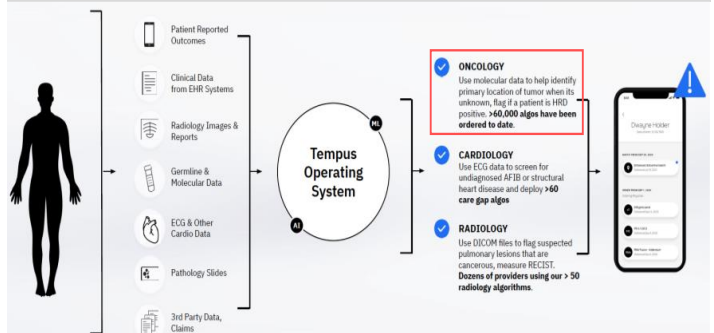 Patient Reported
Outcomes
Clinical Data
from EHR Systems
Radiology Images &
Reports
Germline &
Molecular Data
ECG & Other
Cardio Data
Pathology Slides
3rd Party Data,
Claims
ML
Tempus
Operating
System
AI
ONCOLOGY
Use molecular data to help identify
primary location of tumor when its
unknown, flag if a patient is HRD
positive. >60,000 algos have been
ordered to date.
CARDIOLOGY
Use ECG data to screen for
undiagnosed AFIB or structural
heart disease and deploy >60
care gap algos
RADIOLOGY
Use DICOM files to flag suspected
pulmonary lesions that are
cancerous, measure RECIST.
Dozens of providers using our > 50
radiology algorithms.
Dwayne Holder